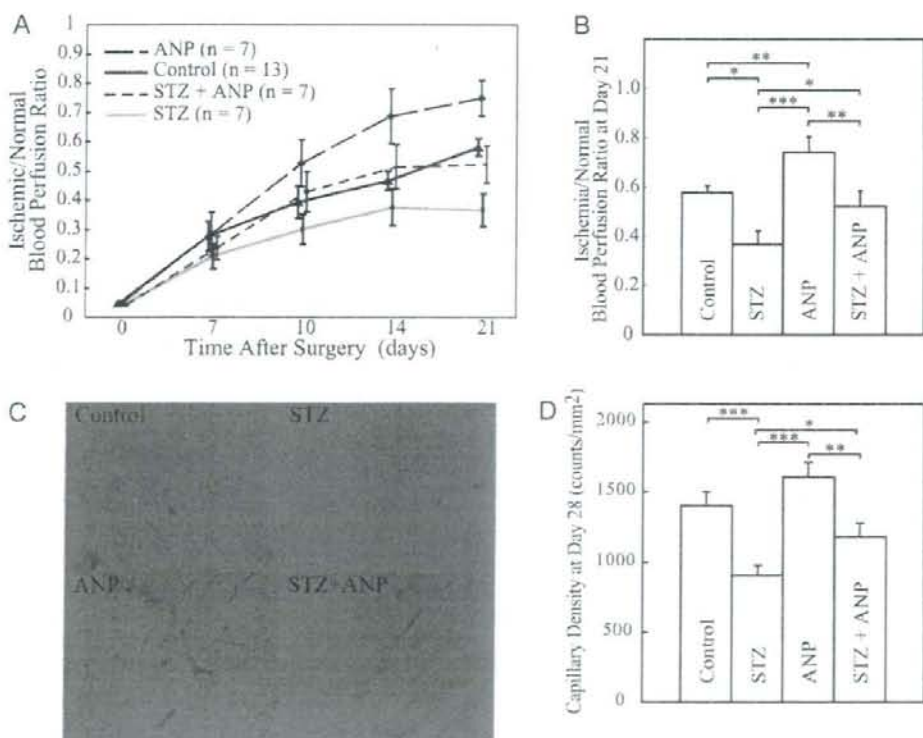 A
Ischemic/Normal
Blood Perfusion Ratio
1
0.9
0.8
0.7
0.6
0.5
0.4
0.3
0.2
0.1
0
ANP (n = 7)
Control (n = 13)
STZ + ANP (n = 7)
STZ (n = 7)
0 7 10 14 21
Time After Surgery (days)
B
Ischemia/Normal
Blood Perfusion Ratio at Day 21
1.0
0.8
0.6
0.4
0.2
0
**
* *
***
**
Control
STZ
ANP
STZ + ANP
C
Control STZ
ANP STZ+ANP
D
Capillary Density at Day 28 (counts/mm²)
2000
1500
1000
500
0
***
*
***
**
Control
STZ
ANP
STZ + ANP